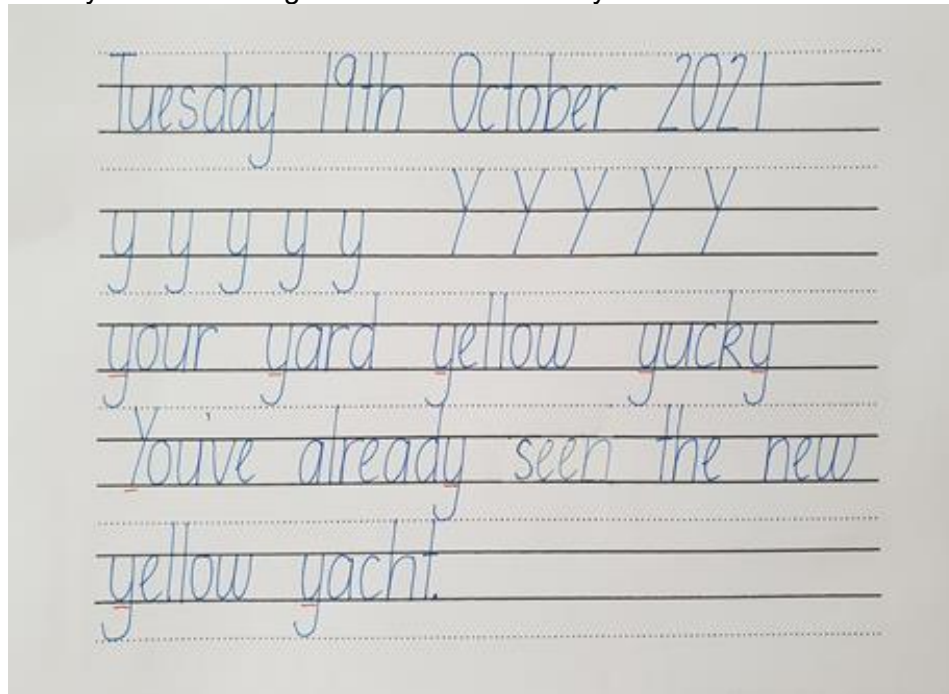 Tuesday 19th October 2021
y y y y y Y Y Y Y Y
your yard yellow yucky
You've already seen the new
yellow yacht.